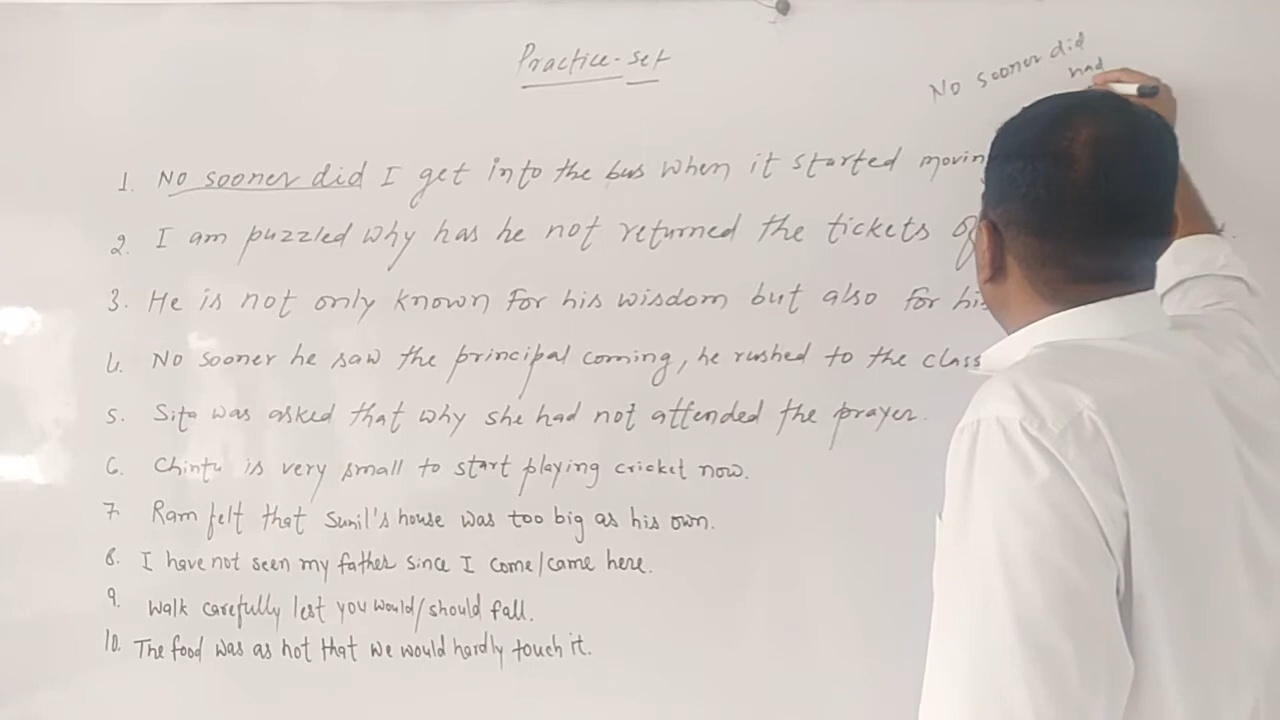 Practice-set
No sooner did
had
1. No sooner did I get into the bus when it started
2. I am puzzled why has he not returned the tickets
3. He is not only known for his wisdom but also for
4. No sooner he saw the principal coming, he rushed to the class
5. Sita was asked that why she had not attended the prayer.
6. Chintu is very small to start playing cricket now.
7. Ram felt that Sunil's house was too big as his own.
8. I have not seen my father since I come/came here.
9. Walk carefully lest you would/should fall.
10. The food was as hot that we would hardly touch it.